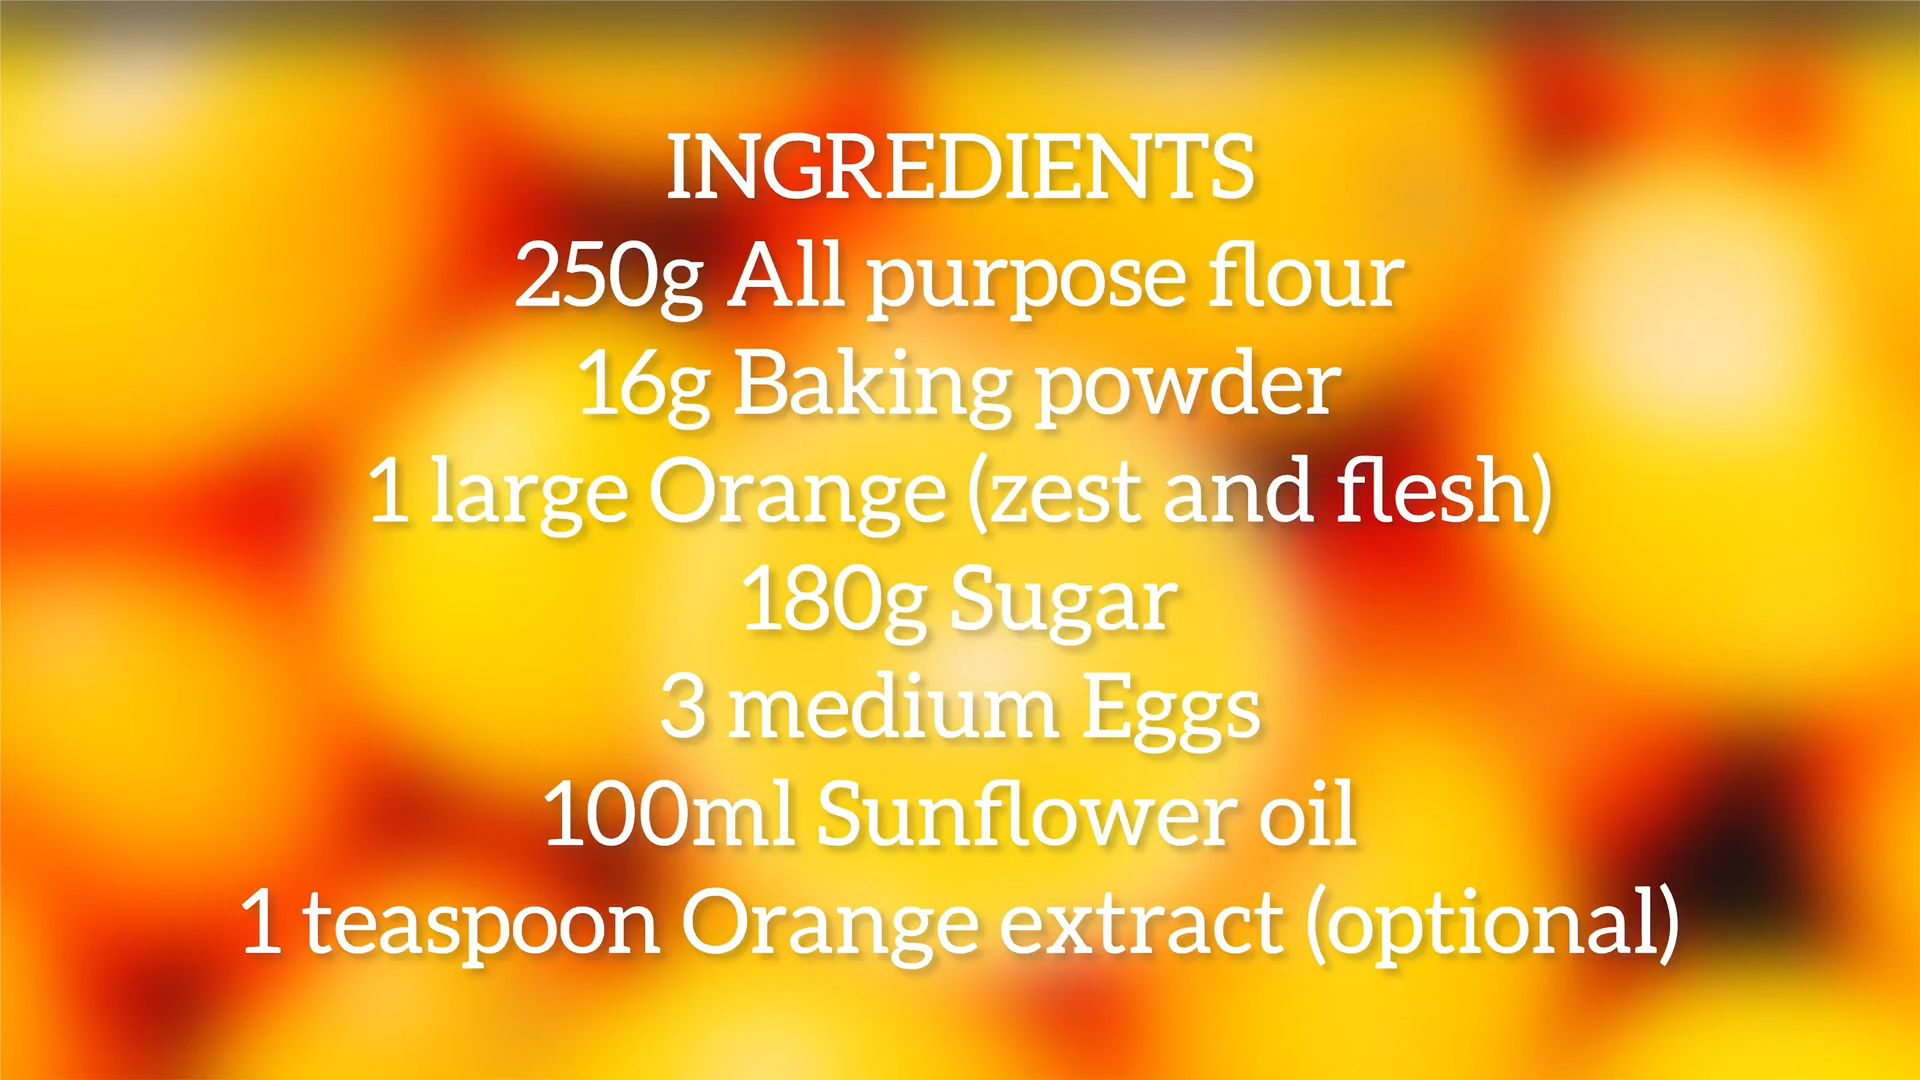 INGREDIENTS
250g All purpose flour
16g Baking powder
1 large Orange (zest and flesh)
180g Sugar
3 medium Eggs
100ml Sunflower oil
1 teaspoon Orange extract (optional)